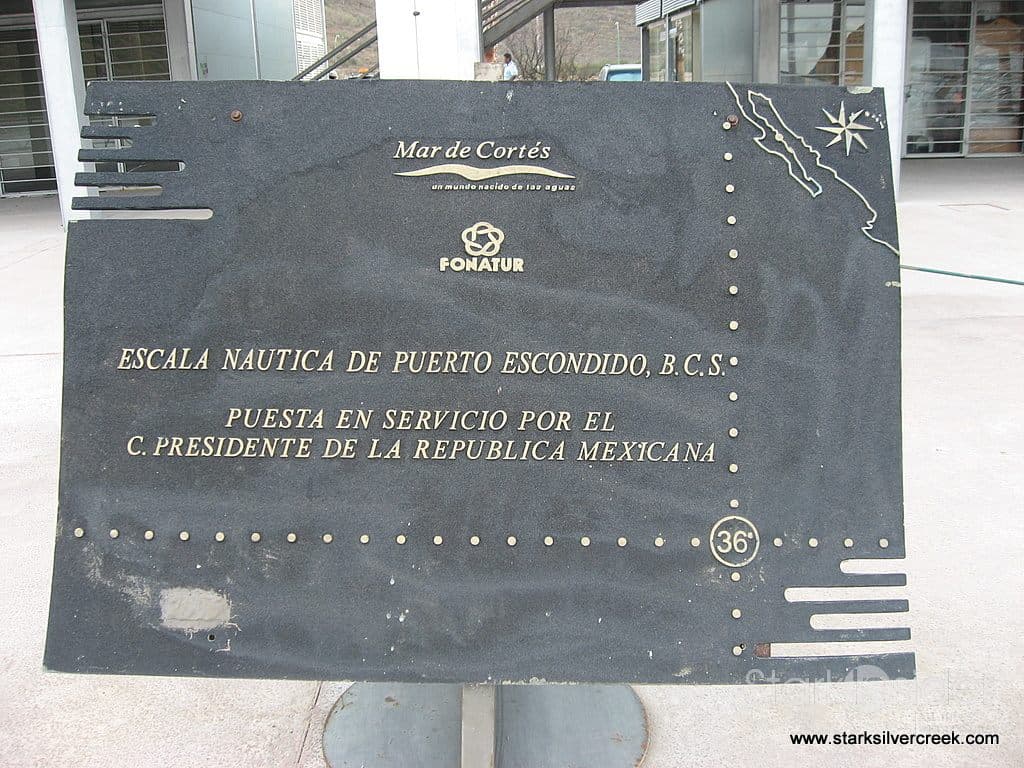 Mar de Cortés
un mundo nacido de las aguas
FONATUR
ESCALA NAUTICA DE PUERTO ESCONDIDO, B.C.S.
PUESTA EN SERVICIO POR EL
C. PRESIDENTE DE LA REPUBLICA MEXICANA
36°
www.starksilvercreek.com